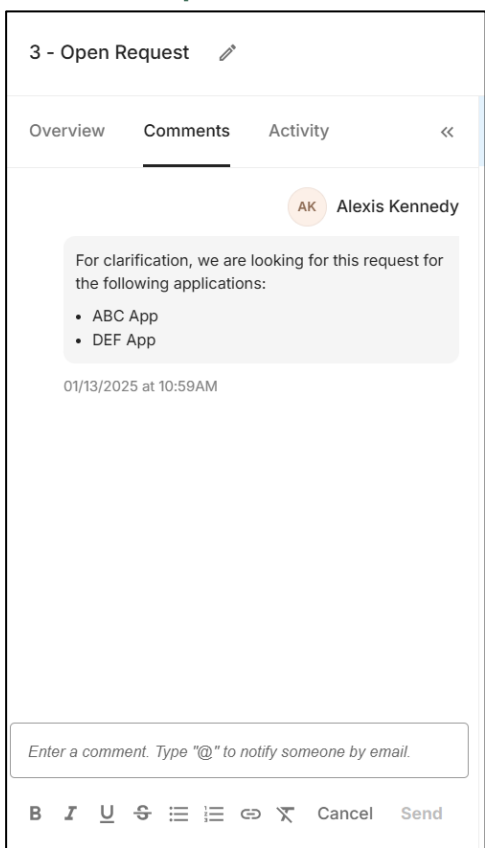 3 - Open Request
Overview Comments Activity
AK Alexis Kennedy
For clarification, we are looking for this request for
the following applications:
• ABC App
• DEF App
01/13/2025 at 10:59AM
Enter a comment. Type "@" to notify someone by email.
B I U S Cancel Send